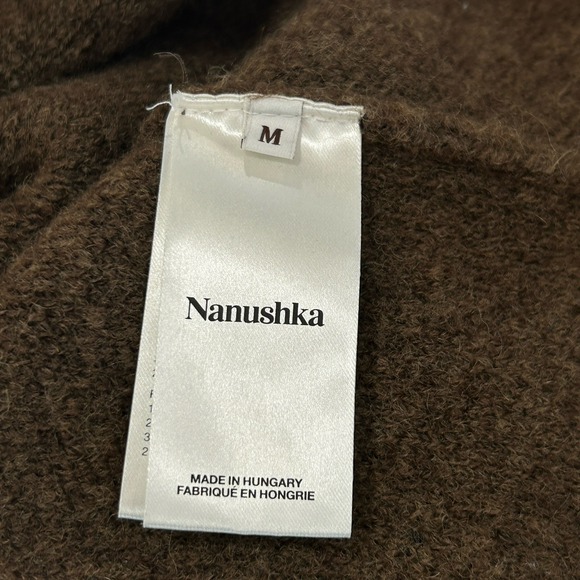 M
Nanushka
MADE IN HUNGARY
FABRIQUÉ EN HONGRIE